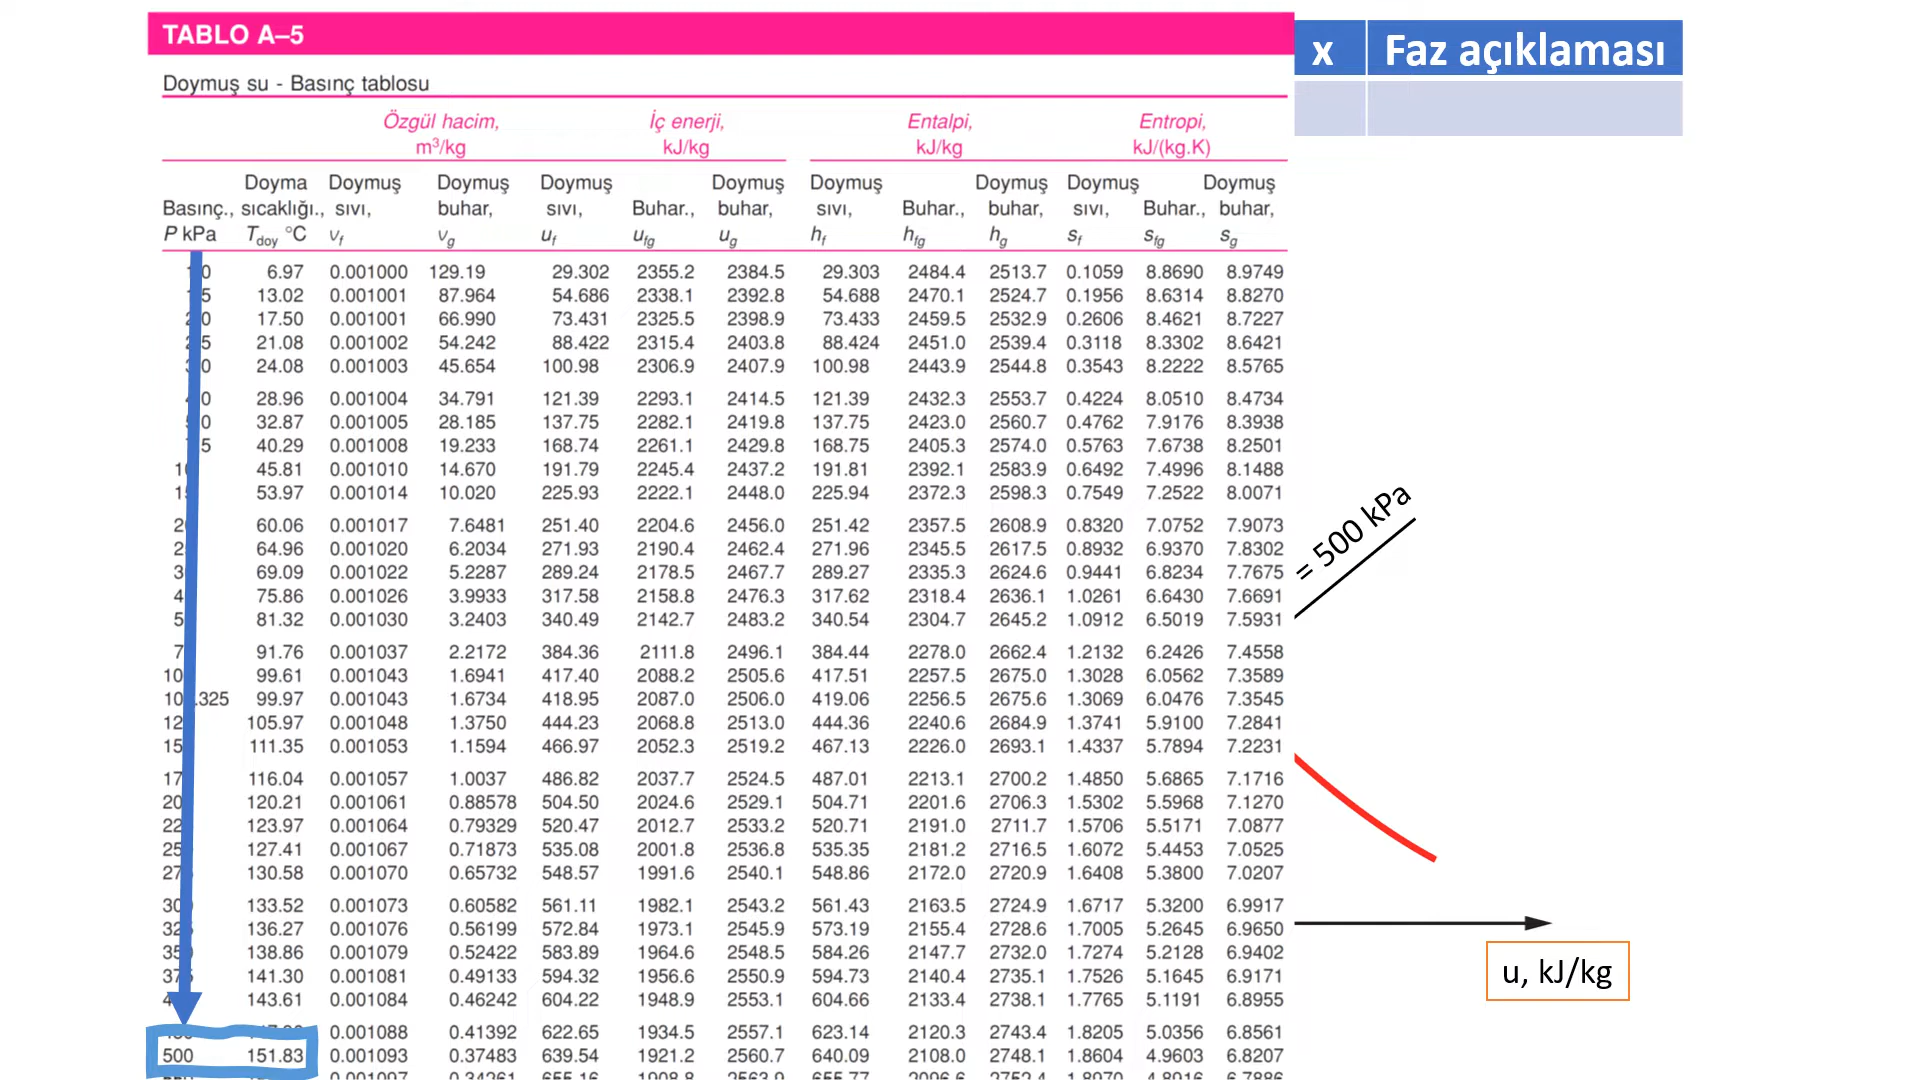 TABLO A–5
x Faz açıklaması
Doymuş su - Basınç tablosu
Özgül hacim, İç enerji, Entalpi, Entropi,
m³/kg kJ/kg kJ/kg kJ/(kg.K)
Doyma Doymuş Doymuş Doymuş Doymuş Doymuş Doymuş Doymuş Doymuş
Basınç., sıcaklığı., sıvı, buhar, sıvı, Buhar., buhar, sıvı, Buhar., buhar, sıvı, Buhar., buhar,
P kPa Tdoy °C vf vg uf ufg ug hf hfg hg sf sfg sg
6.97 0.001000 129.19 29.302 2355.2 2384.5 29.303 2484.4 2513.7 0.1059 8.8690 8.9749
13.02 0.001001 87.964 54.686 2338.1 2392.8 54.688 2470.1 2524.7 0.1956 8.6314 8.8270
17.50 0.001001 66.990 73.431 2325.5 2398.9 73.433 2459.5 2532.9 0.2606 8.4621 8.7227
21.08 0.001002 54.242 88.422 2315.4 2403.8 88.424 2451.0 2539.4 0.3118 8.3302 8.6421
24.08 0.001003 45.654 100.98 2306.9 2407.9 100.98 2443.9 2544.8 0.3543 8.2222 8.5765
28.96 0.001004 34.791 121.39 2293.1 2414.5 121.39 2432.3 2553.7 0.4224 8.0510 8.4734
32.87 0.001005 28.185 137.75 2282.1 2419.8 137.75 2423.0 2560.7 0.4762 7.9176 8.3938
40.29 0.001008 19.233 168.74 2261.1 2429.8 168.75 2405.3 2574.0 0.5763 7.6738 8.2501
45.81 0.001010 14.670 191.79 2245.4 2437.2 191.81 2392.1 2583.9 0.6492 7.4996 8.1488
53.97 0.001014 10.020 225.93 2222.1 2448.0 225.94 2372.3 2598.3 0.7549 7.2522 8.0071
60.06 0.001017 7.6481 251.40 2204.6 2456.0 251.42 2357.5 2608.9 0.8320 7.0752 7.9073
64.96 0.001020 6.2034 271.93 2190.4 2462.4 271.96 2345.5 2617.5 0.8932 6.9370 7.8302
69.09 0.001022 5.2287 289.24 2178.5 2467.7 289.27 2335.3 2624.6 0.9441 6.8234 7.7675
75.86 0.001026 3.9933 317.58 2158.8 2476.3 317.62 2318.4 2636.1 1.0261 6.6430 7.6691
81.32 0.001030 3.2403 340.49 2142.7 2483.2 340.54 2304.7 2645.2 1.0912 6.5019 7.5931
91.76 0.001037 2.2172 384.36 2111.8 2496.1 384.44 2278.0 2662.4 1.2132 6.2426 7.4558
99.61 0.001043 1.6941 417.40 2088.2 2505.6 417.51 2257.5 2675.0 1.3028 6.0562 7.3589
99.97 0.001043 1.6734 418.95 2087.0 2506.0 419.06 2256.5 2675.6 1.3069 6.0476 7.3545
105.97 0.001048 1.3750 444.23 2068.8 2513.0 444.36 2240.6 2684.9 1.3741 5.9100 7.2841
111.35 0.001053 1.1594 466.97 2052.3 2519.2 467.13 2226.0 2693.1 1.4337 5.7894 7.2231
116.04 0.001057 1.0037 486.82 2037.7 2524.5 487.01 2213.1 2700.2 1.4850 5.6865 7.1716
120.21 0.001061 0.88578 504.50 2024.6 2529.1 504.71 2201.6 2706.3 1.5302 5.5968 7.1270
123.97 0.001064 0.79329 520.47 2012.7 2533.2 520.71 2191.0 2711.7 1.5706 5.5171 7.0877
127.41 0.001067 0.71873 535.08 2001.8 2536.8 535.35 2181.2 2716.5 1.6072 5.4453 7.0525
130.58 0.001070 0.65732 548.57 1991.6 2540.1 548.86 2172.0 2720.9 1.6408 5.3800 7.0207
133.52 0.001073 0.60582 561.11 1982.1 2543.2 561.43 2163.5 2724.9 1.6717 5.3200 6.9917
136.27 0.001076 0.56199 572.84 1973.1 2545.9 573.19 2155.4 2728.6 1.7005 5.2645 6.9650
138.86 0.001079 0.52422 583.89 1964.6 2548.5 584.26 2147.7 2732.0 1.7274 5.2128 6.9402
141.30 0.001081 0.49133 594.32 1956.6 2550.9 594.73 2140.4 2735.1 1.7526 5.1645 6.9171
143.61 0.001084 0.46242 604.22 1948.9 2553.1 604.66 2133.4 2738.1 1.7765 5.1191 6.8955
0.001088 0.41392 622.65 1934.5 2557.1 623.14 2120.3 2743.4 1.8205 5.0356 6.8561
500 151.83 0.001093 0.37483 639.54 1921.2 2560.7 640.09 2108.0 2748.1 1.8604 4.9603 6.8207
= 500 kPa
u, kJ/kg